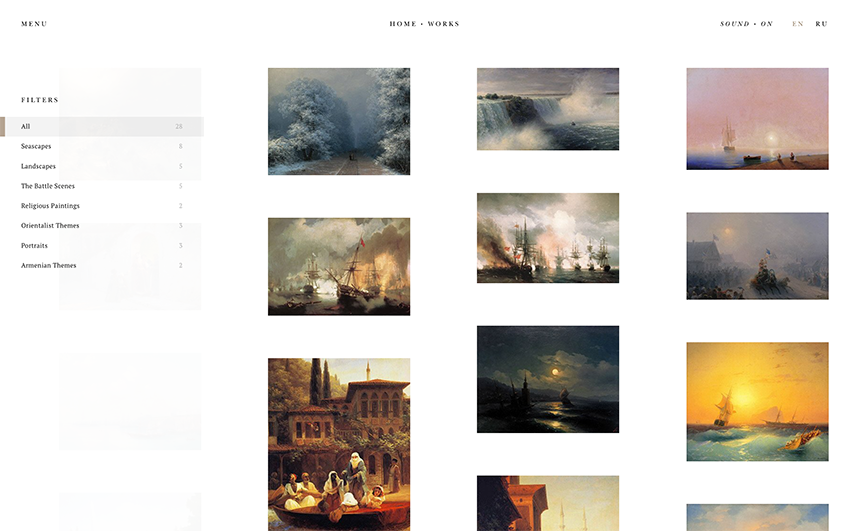 MENU
HOME • WORKS
SOUND • ON EN RU
FILTERS
All 28
Seascapes 8
Landscapes 5
The Battle Scenes 5
Religious Paintings 2
Orientalist Themes 3
Portraits 3
Armenian Themes 2